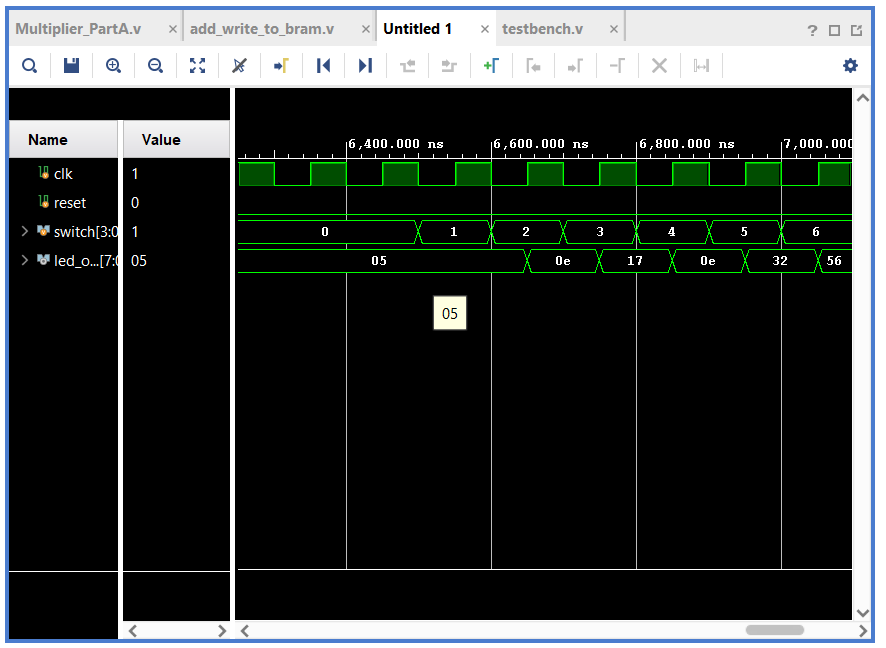 Multiplier_PartA.v × add_write_to_bram.v × Untitled 1 × testbench.v × ?
Name Value
6,400.000 ns 6,600.000 ns 6,800.000 ns 7,000.000
clk 1
reset 0
switch[3:0 1 0 1 2 3 4 5 6
led_o...[7:0 05 05 0e 17 0e 32 56
05